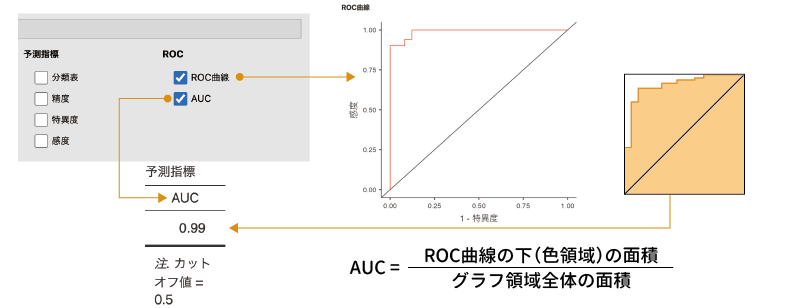 ROC曲線
予測指標
ROC
分類表
ROC曲線
精度
AUC
特異度
感度
1.00
0.75
0.50
0.25
0.00
感度
0.00 0.25 0.50 0.75 1.00
1 - 特異度
予測指標
AUC
0.99
注. カット
オフ値 =
0.5
AUC = ROC曲線の下（色領域）の面積
グラフ領域全体の面積